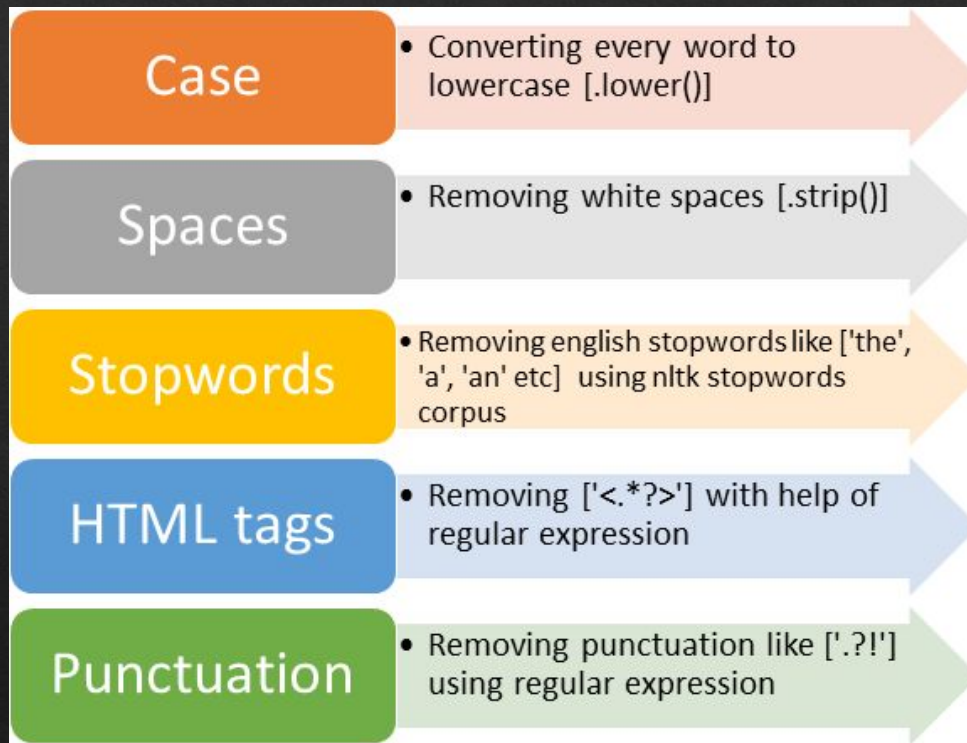 Case
• Converting every word to
lowercase [.lower()]
Spaces
• Removing white spaces [.strip()]
Stopwords
• Removing english stopwords like ['the',
'a', 'an' etc] using nltk stopwords
corpus
HTML tags
• Removing ['<.*?>'] with help of
regular expression
Punctuation
• Removing punctuation like ['.?!']
using regular expression